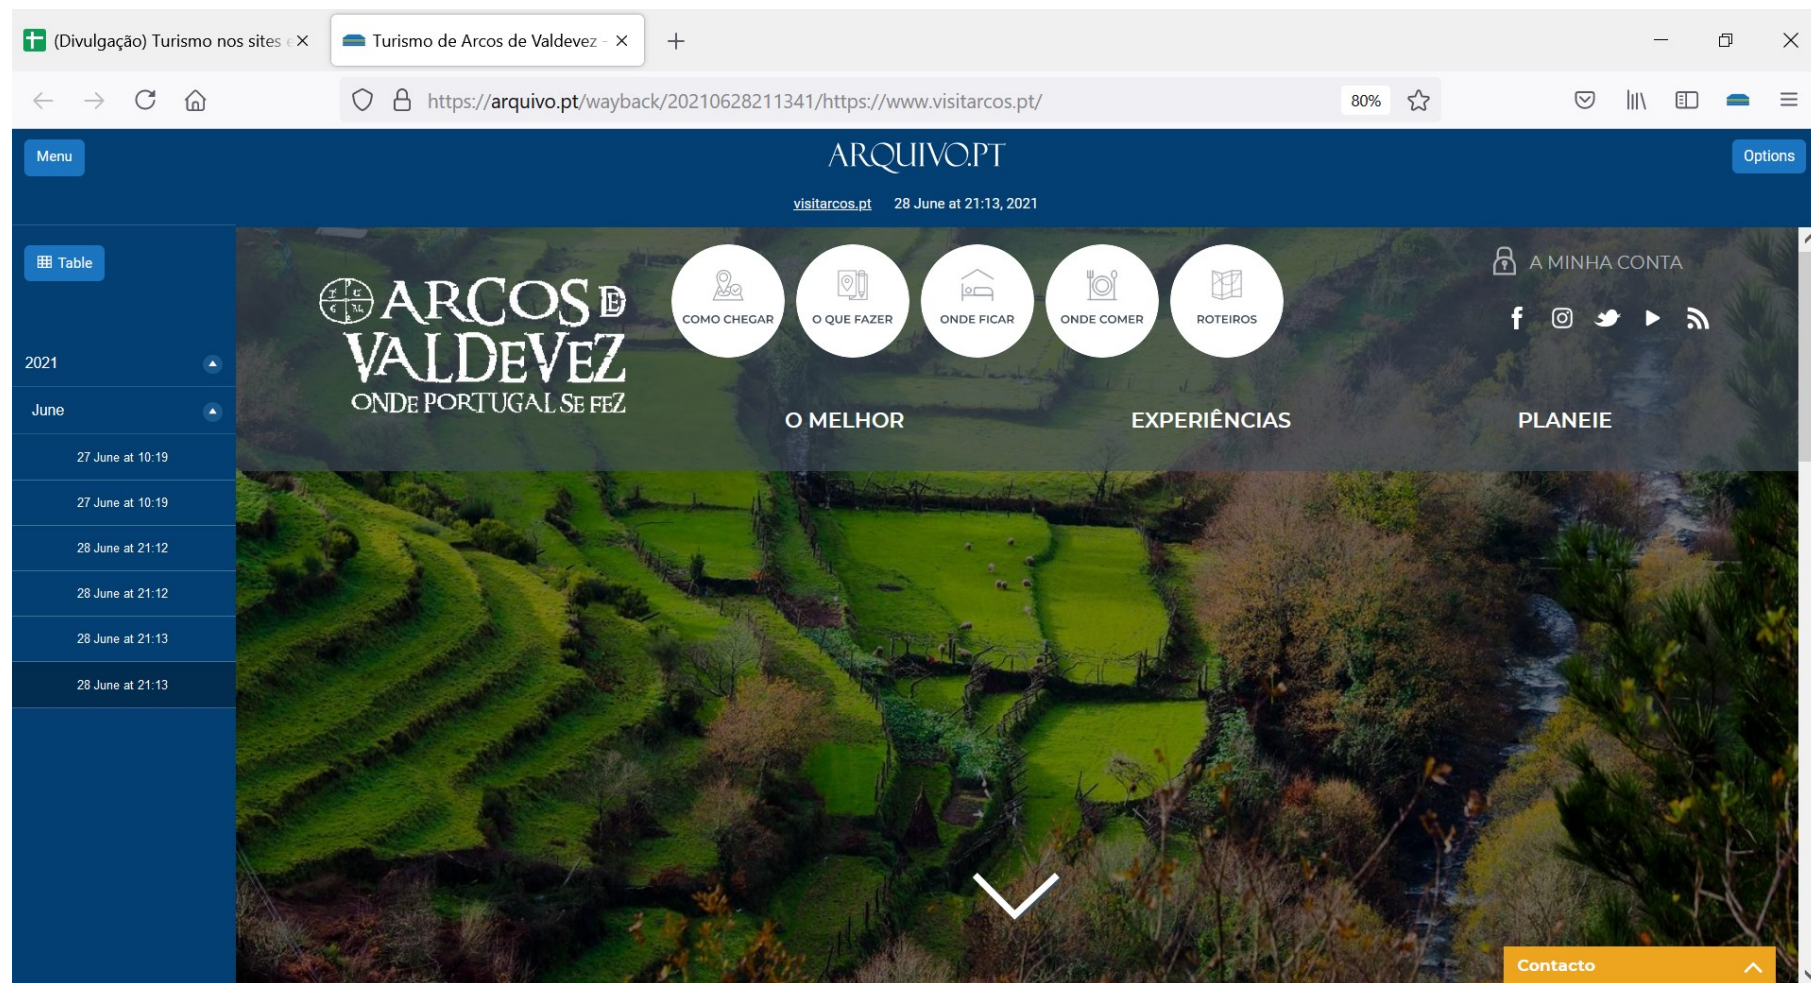 (Divulgação) Turismo nos sites e
Turismo de Arcos de Valdevez -
https://arquivo.pt/wayback/20210628211341/https://www.visitarcos.pt/
80%
Menu
ARQUIVO.PT
Options
visitarcos.pt 28 June at 21:13, 2021
Table
2021
June
27 June at 10:19
27 June at 10:19
28 June at 21:12
28 June at 21:12
28 June at 21:13
28 June at 21:13
ARCOS DE
VALDEVEZ
ONDE PORTUGAL SE FEZ
COMO CHEGAR
O QUE FAZER
ONDE FICAR
ONDE COMER
ROTEIROS
A MINHA CONTA
O MELHOR
EXPERIÊNCIAS
PLANEIE
Contacto